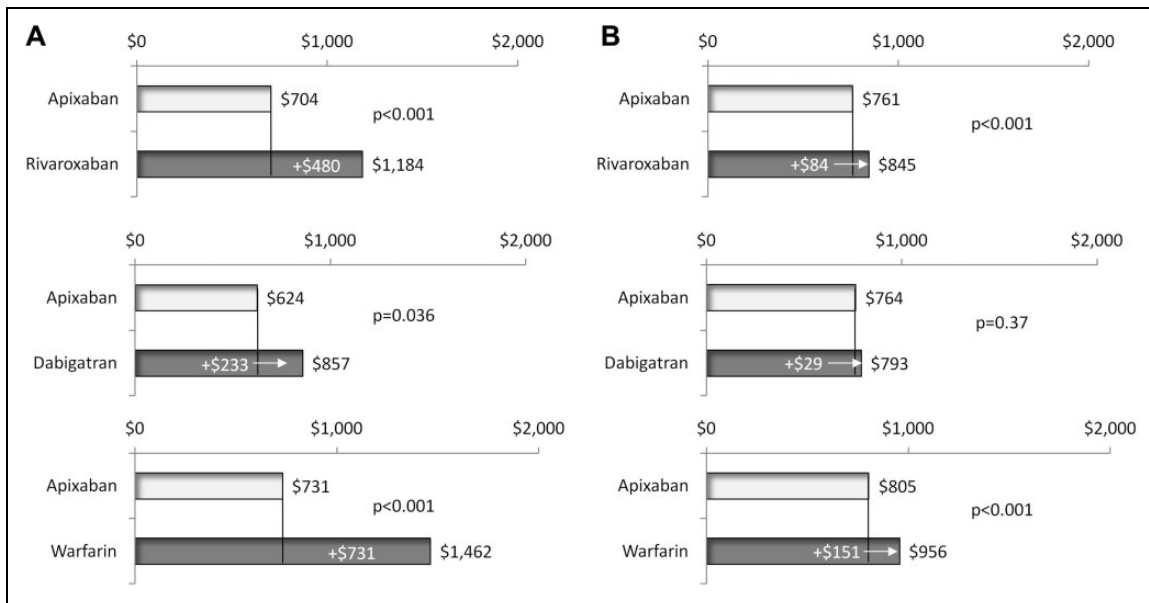 A
$0 $1,000 $2,000
Apixaban $704
p<0.001
Rivaroxaban +$480 $1,184
$0 $1,000 $2,000
Apixaban $624
p=0.036
Dabigatran +$233 $857
$0 $1,000 $2,000
Apixaban $731
p<0.001
Warfarin +$731 $1,462
B
$0 $1,000 $2,000
Apixaban $761
p<0.001
Rivaroxaban +$84 $845
$0 $1,000 $2,000
Apixaban $764
p=0.37
Dabigatran +$29 $793
$0 $1,000 $2,000
Apixaban $805
p<0.001
Warfarin +$151 $956